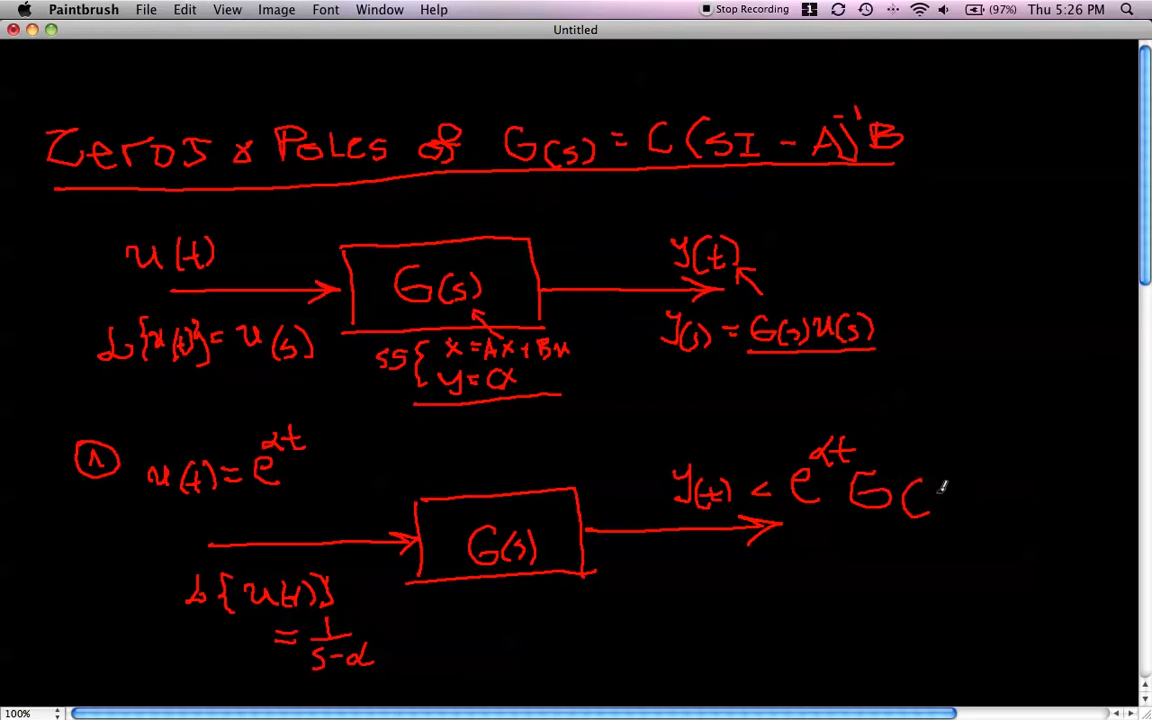 Paintbrush File Edit View Image Font Window Help Stop Recording 1 (97%) Thu 5:26 PM
Untitled
Zeros & Poles of G(s) = C(SI - A)⁻¹B
u(t)
G(s)
y(t)
L{u(t)} = u(s)
y(s) = G(s)u(s)
SS { x = Ax + Bu
y = Cx
1 u(t) = e^αt
G(s)
y(t) < e^αt G(
L{u(t)}
= 1/(s-α)
100%